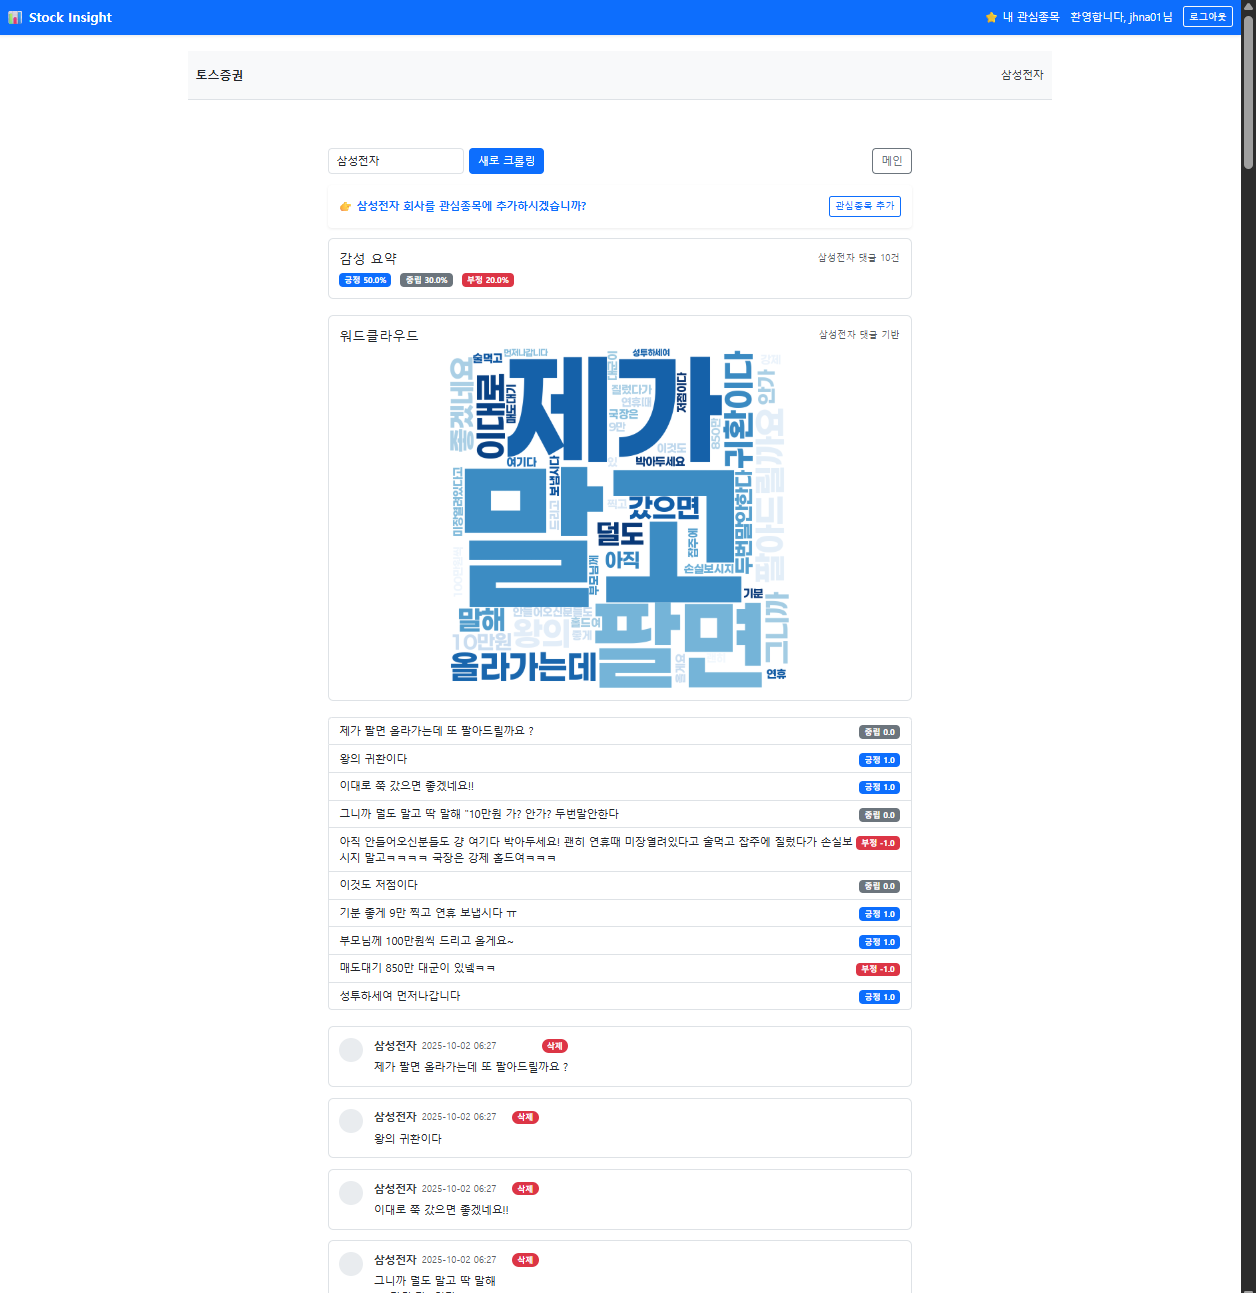 Stock Insight
내 관심종목
환영합니다, jhna01님
로그아웃
토스증권
삼성전자
삼성전자
새로 크롤링
메인
삼성전자 회사를 관심종목에 추가하시겠습니까?
관심종목 추가
감성 요약
삼성전자 댓글 10건
긍정 50.0%
중립 30.0%
부정 20.0%
워드클라우드
삼성전자 댓글 기반
술먹고
먼저나갑니다
성투하세여
강제
제가
대군이
질렀다가
연휴때
국장은
9만
저점이다
귀환이다
안가
좋겠네요
이대로
매도대기
850만
이것도
여기다
보냅시다
있
박아두세요
팔아드릴까요
미장열려있다고
말고
드리고
찍고
갔으면
두번말안한다
덜도
잡주에
아직
손실보시지
100만원씩
부모님께
기분
말해
안들어오신분들도
홀드여
좋게
10만원
왕의
팔면
그니까
올라가는데
올게요
연휴
제가 팔면 올라가는데 또 팔아드릴까요 ?
중립 0.0
왕의 귀환이다
긍정 1.0
이대로 쭉 갔으면 좋겠네요!!
긍정 1.0
그니까 덜도 말고 딱 말해 "10만원 가? 안가? 두번말안한다
중립 0.0
아직 안들어오신분들도 걍 여기다 박아두세요! 괜히 연휴때 미장열려있다고 술먹고 잡주에 질렀다가 손실보
시지 말고ㅋㅋㅋㅋ 국장은 강제 홀드여ㅋㅋㅋ
부정 -1.0
이것도 저점이다
중립 0.0
기분 좋게 9만 찍고 연휴 보냅시다 ㅠ
긍정 1.0
부모님께 100만원씩 드리고 올게요~
긍정 1.0
매도대기 850만 대군이 있넼ㅋㅋ
부정 -1.0
성투하세여 먼저나갑니다
긍정 1.0
삼성전자 2025-10-02 06:27
삭제
제가 팔면 올라가는데 또 팔아드릴까요 ?
삼성전자 2025-10-02 06:27
삭제
왕의 귀환이다
삼성전자 2025-10-02 06:27
삭제
이대로 쭉 갔으면 좋겠네요!!
삼성전자 2025-10-02 06:27
삭제
그니까 덜도 말고 딱 말해